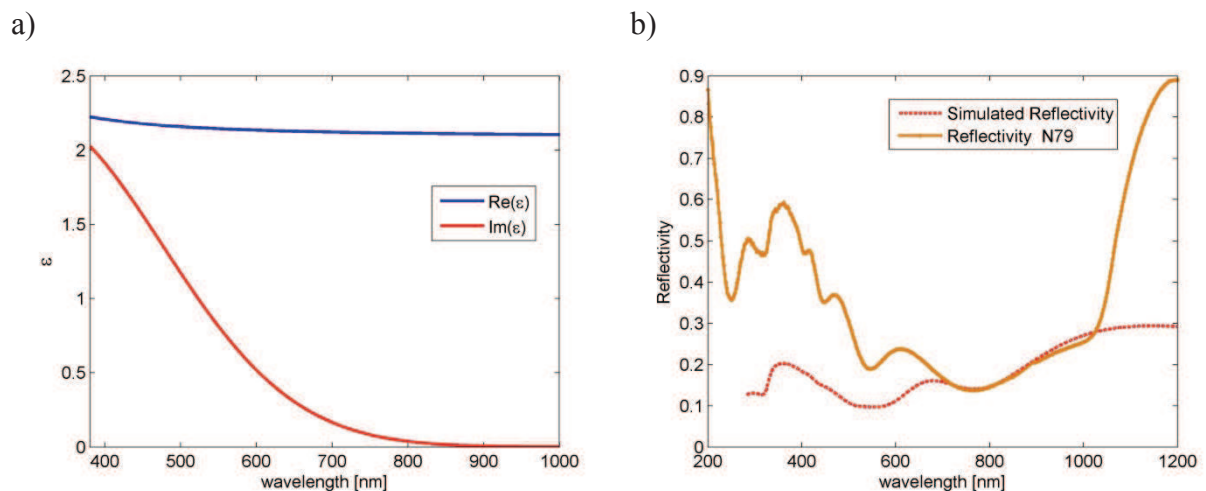 a)
b)
2.5
2
1.5
1
0.5
0
400 500 600 700 800 900 1000
wavelength [nm]
ε
Re(ε)
Im(ε)
0.9
0.8
0.7
0.6
0.5
0.4
0.3
0.2
0.1
0
200 400 600 800 1000 1200
wavelength [nm]
Reflectivity
Simulated Reflectivity
Reflectivity N79